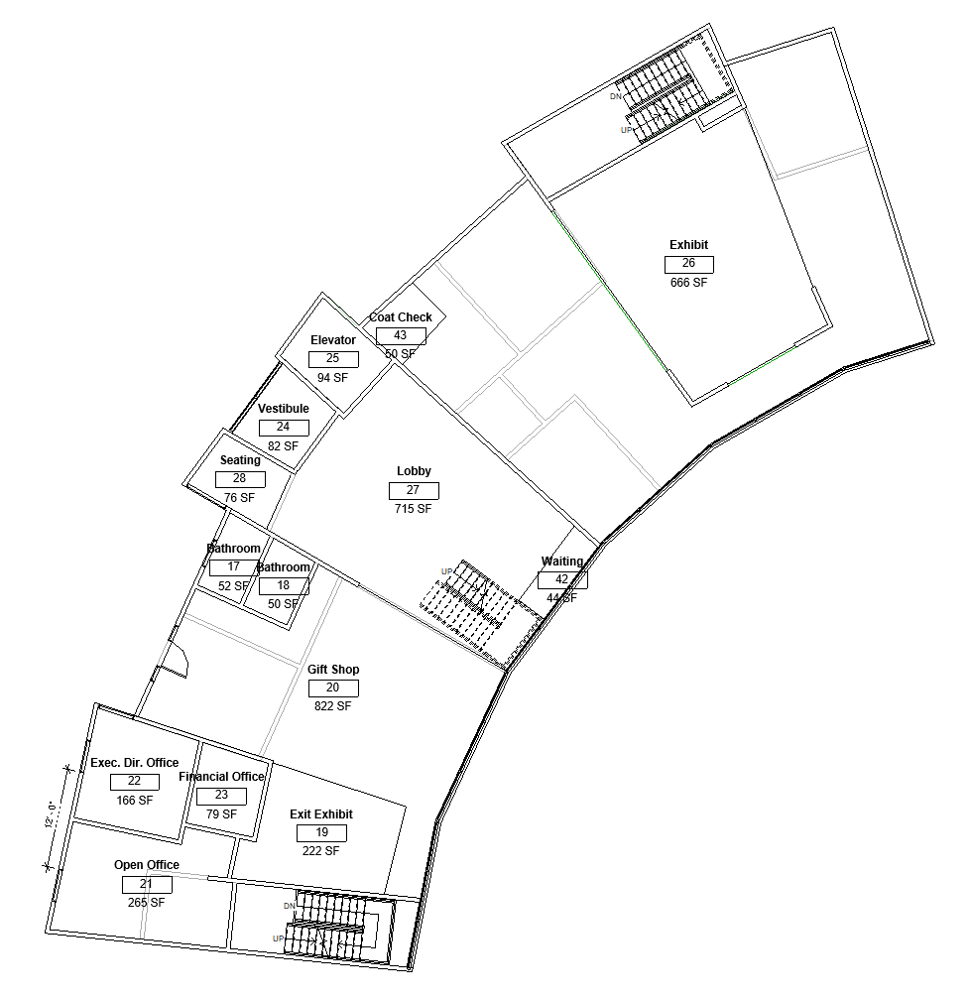 DN
UP
Exhibit
26
666 SF
Coat Check
43
50 SF
Elevator
25
94 SF
Vestibule
24
82 SF
Seating
28
76 SF
Lobby
27
715 SF
Bathroom
17
52 SF
Bathroom
18
50 SF
UP
Waiting
42
44 SF
Gift Shop
20
822 SF
Exec. Dir. Office
22
166 SF
Financial Office
23
79 SF
12' - 0"
Exit Exhibit
19
222 SF
Open Office
21
265 SF
DN
UP